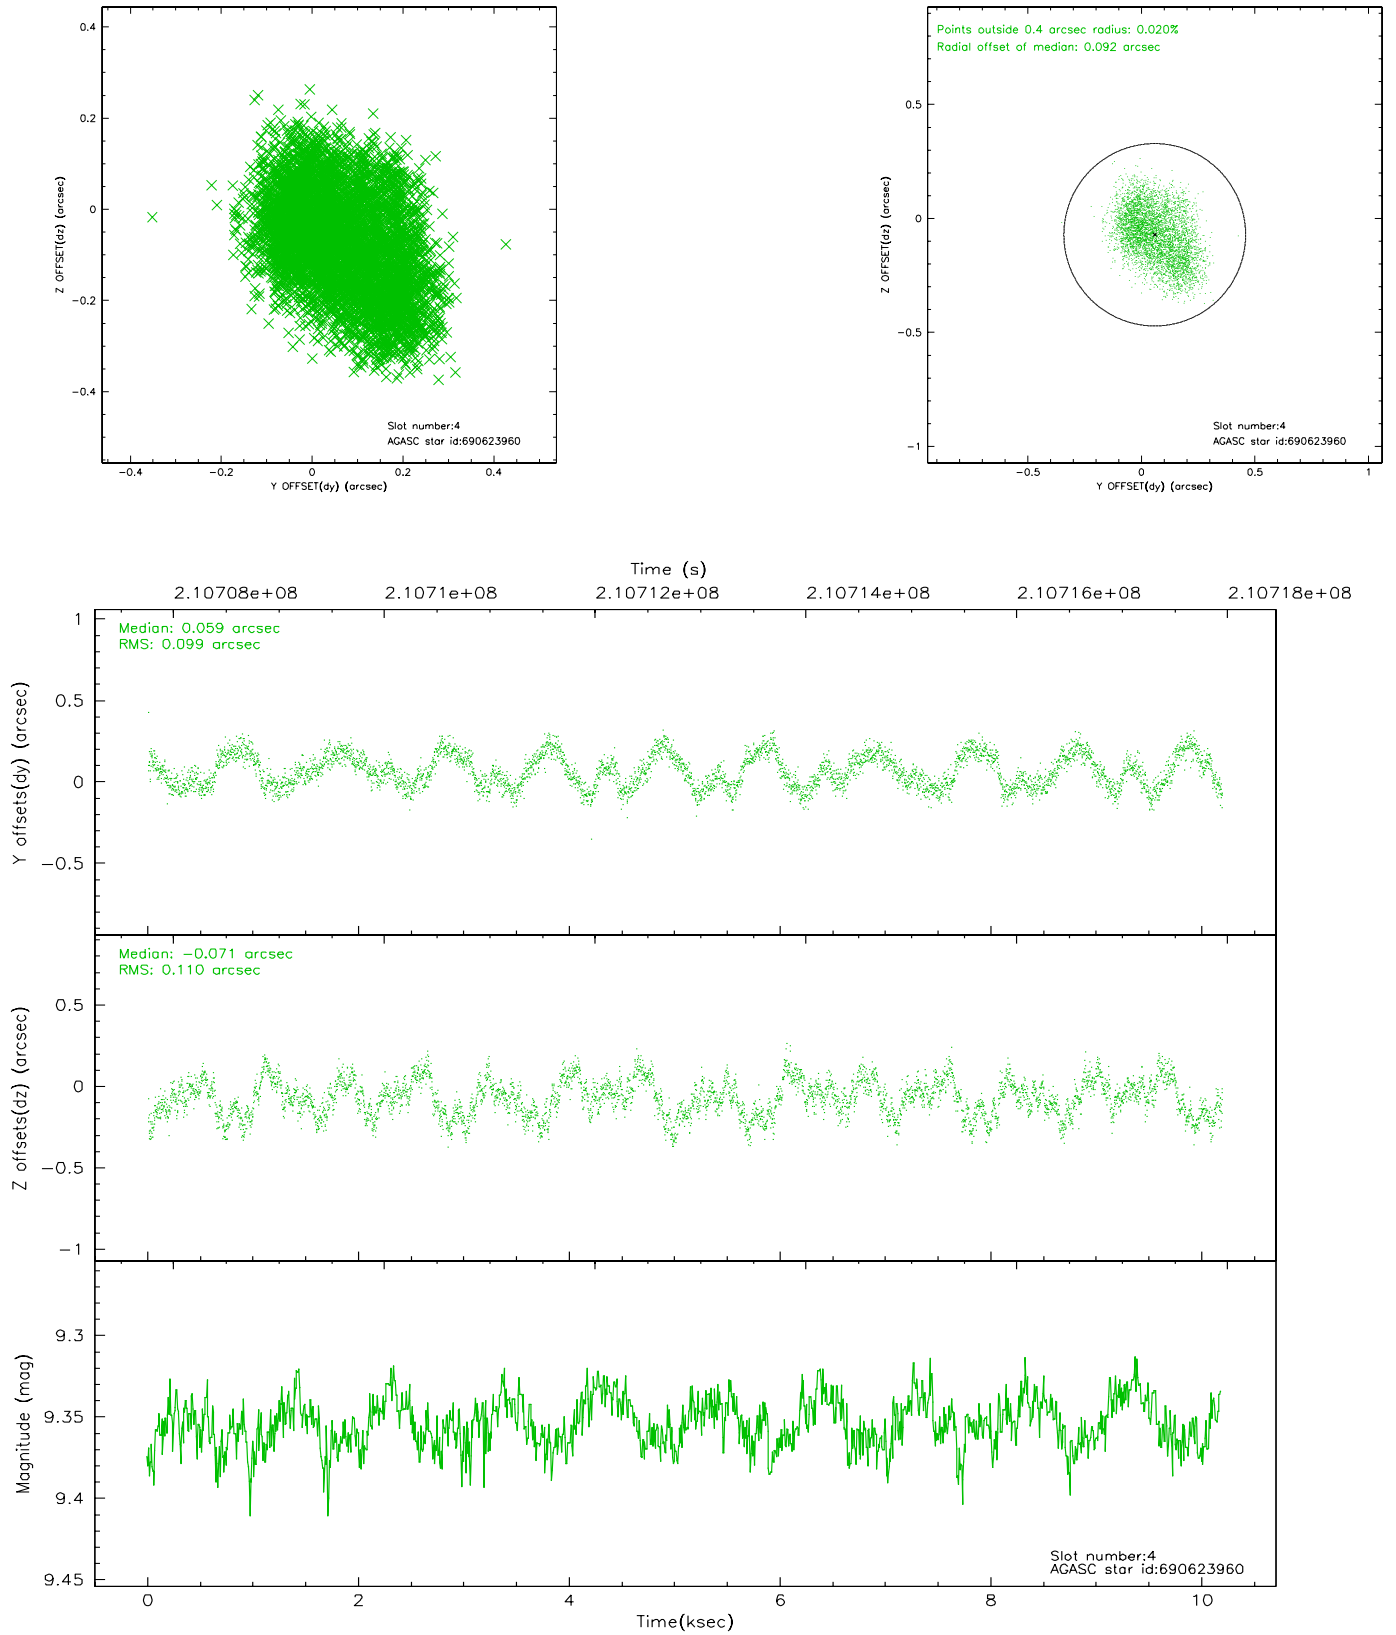 0.4
0.2
0
−0.2
−0.4
Z OFFSET(dz) (arcsec)
−0.4 −0.2 0 0.2 0.4
Y OFFSET(dy) (arcsec)
Slot number:4
AGASC star id:690623960
Points outside 0.4 arcsec radius: 0.020%
Radial offset of median: 0.092 arcsec
0.5
0
−0.5
−1
Z OFFSET(dz) (arcsec)
−0.5 0 0.5 1
Y OFFSET(dy) (arcsec)
Slot number:4
AGASC star id:690623960
Time (s)
2.10708e+08 2.1071e+08 2.10712e+08 2.10714e+08 2.10716e+08 2.10718e+08
Median: 0.059 arcsec
RMS: 0.099 arcsec
1
0.5
0
−0.5
Y offsets(dy) (arcsec)
Median: −0.071 arcsec
RMS: 0.110 arcsec
0.5
0
−0.5
−1
Z offsets(dz) (arcsec)
9.3
9.35
9.4
9.45
Magnitude (mag)
Slot number:4
AGASC star id:690623960
0 2 4 6 8 10
Time(ksec)